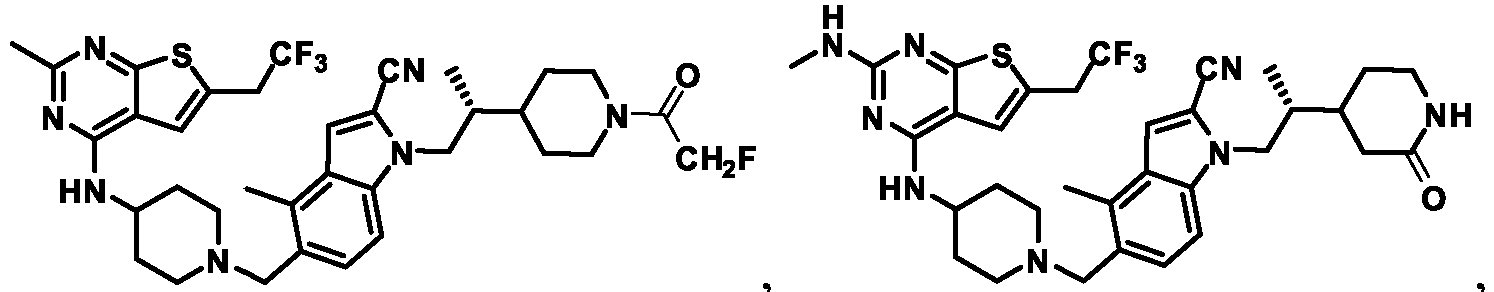 H
N S CF₃ N N S CF₃
CN O CN
N N N NH
N CH₂F N
HN HN O
N N
, ,